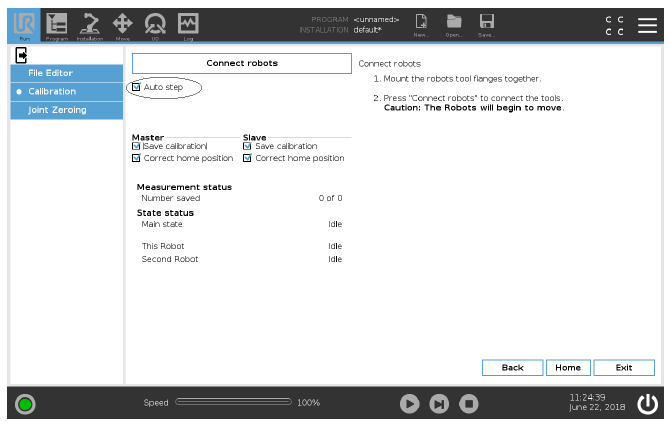 UR
PROGRAM <unnamed>
INSTALLATION default*
Run
Program
Installation
Move
I/O
Log
New...
Open...
Save...
C C
C C
File Editor
Calibration
Joint Zeroing
Connect robots
Auto step
Master
Slave
Save calibration
Save calibration
Correct home position
Correct home position
Measurement status
Number saved 0 of 0
State status
Main state Idle
This Robot Idle
Second Robot Idle
Connect robots
1. Mount the robots tool flanges together.
2. Press "Connect robots" to connect the tools.
Caution: The Robots will begin to move.
Back
Home
Exit
Speed 100%
11:24:39
June 22, 2018